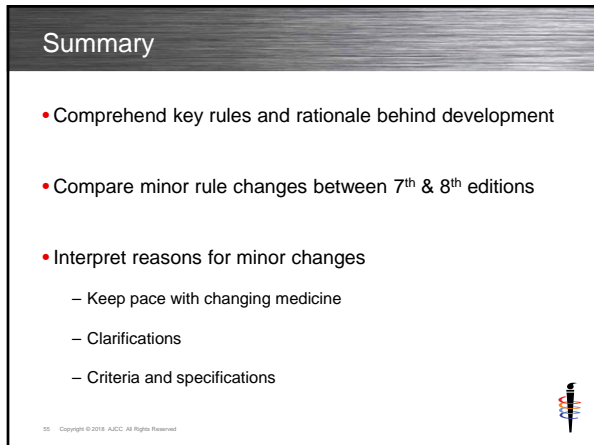 Summary
• Comprehend key rules and rationale behind development
• Compare minor rule changes between 7th & 8th editions
• Interpret reasons for minor changes
– Keep pace with changing medicine
– Clarifications
– Criteria and specifications
55 Copyright © 2018 AJCC All Rights Reserved